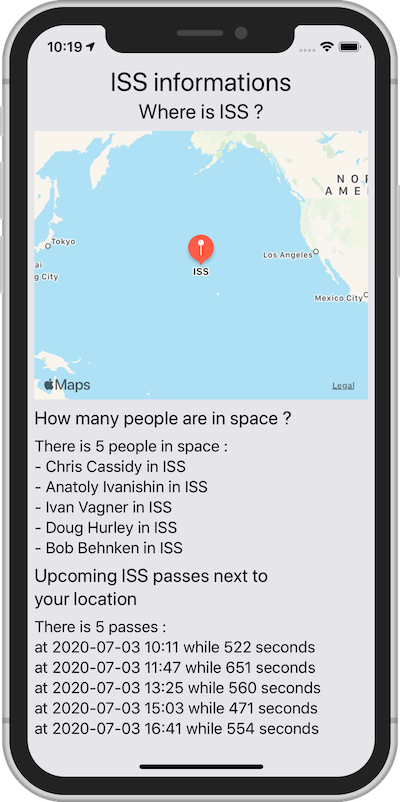 10:19
ISS informations
Where is ISS ?
NOR
AME
Tokyo
ai
g City
Los Angeles
ISS
Mexico City
Maps
Legal
How many people are in space ?
There is 5 people in space :
- Chris Cassidy in ISS
- Anatoly Ivanishin in ISS
- Ivan Vagner in ISS
- Doug Hurley in ISS
- Bob Behnken in ISS
Upcoming ISS passes next to
your location
There is 5 passes :
at 2020-07-03 10:11 while 522 seconds
at 2020-07-03 11:47 while 651 seconds
at 2020-07-03 13:25 while 560 seconds
at 2020-07-03 15:03 while 471 seconds
at 2020-07-03 16:41 while 554 seconds